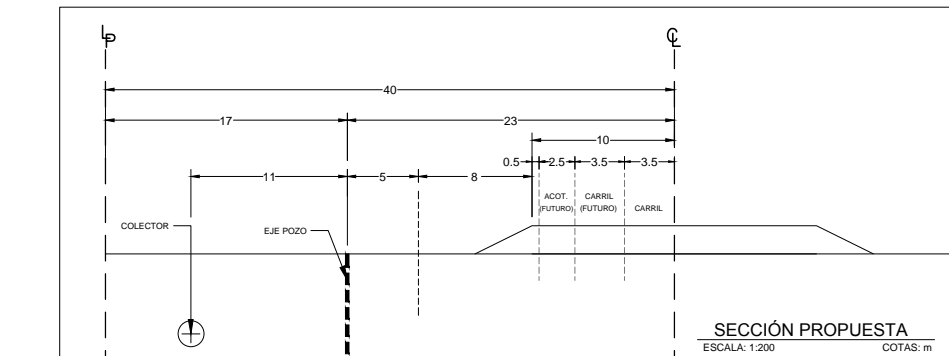 LP CL
40
17 23
10
0.5 2.5 3.5 3.5
11 5 8
ACOT. (FUTURO)
CARRIL (FUTURO)
CARRIL
COLECTOR
EJE POZO
SECCIÓN PROPUESTA
ESCALA: 1:200 COTAS: m